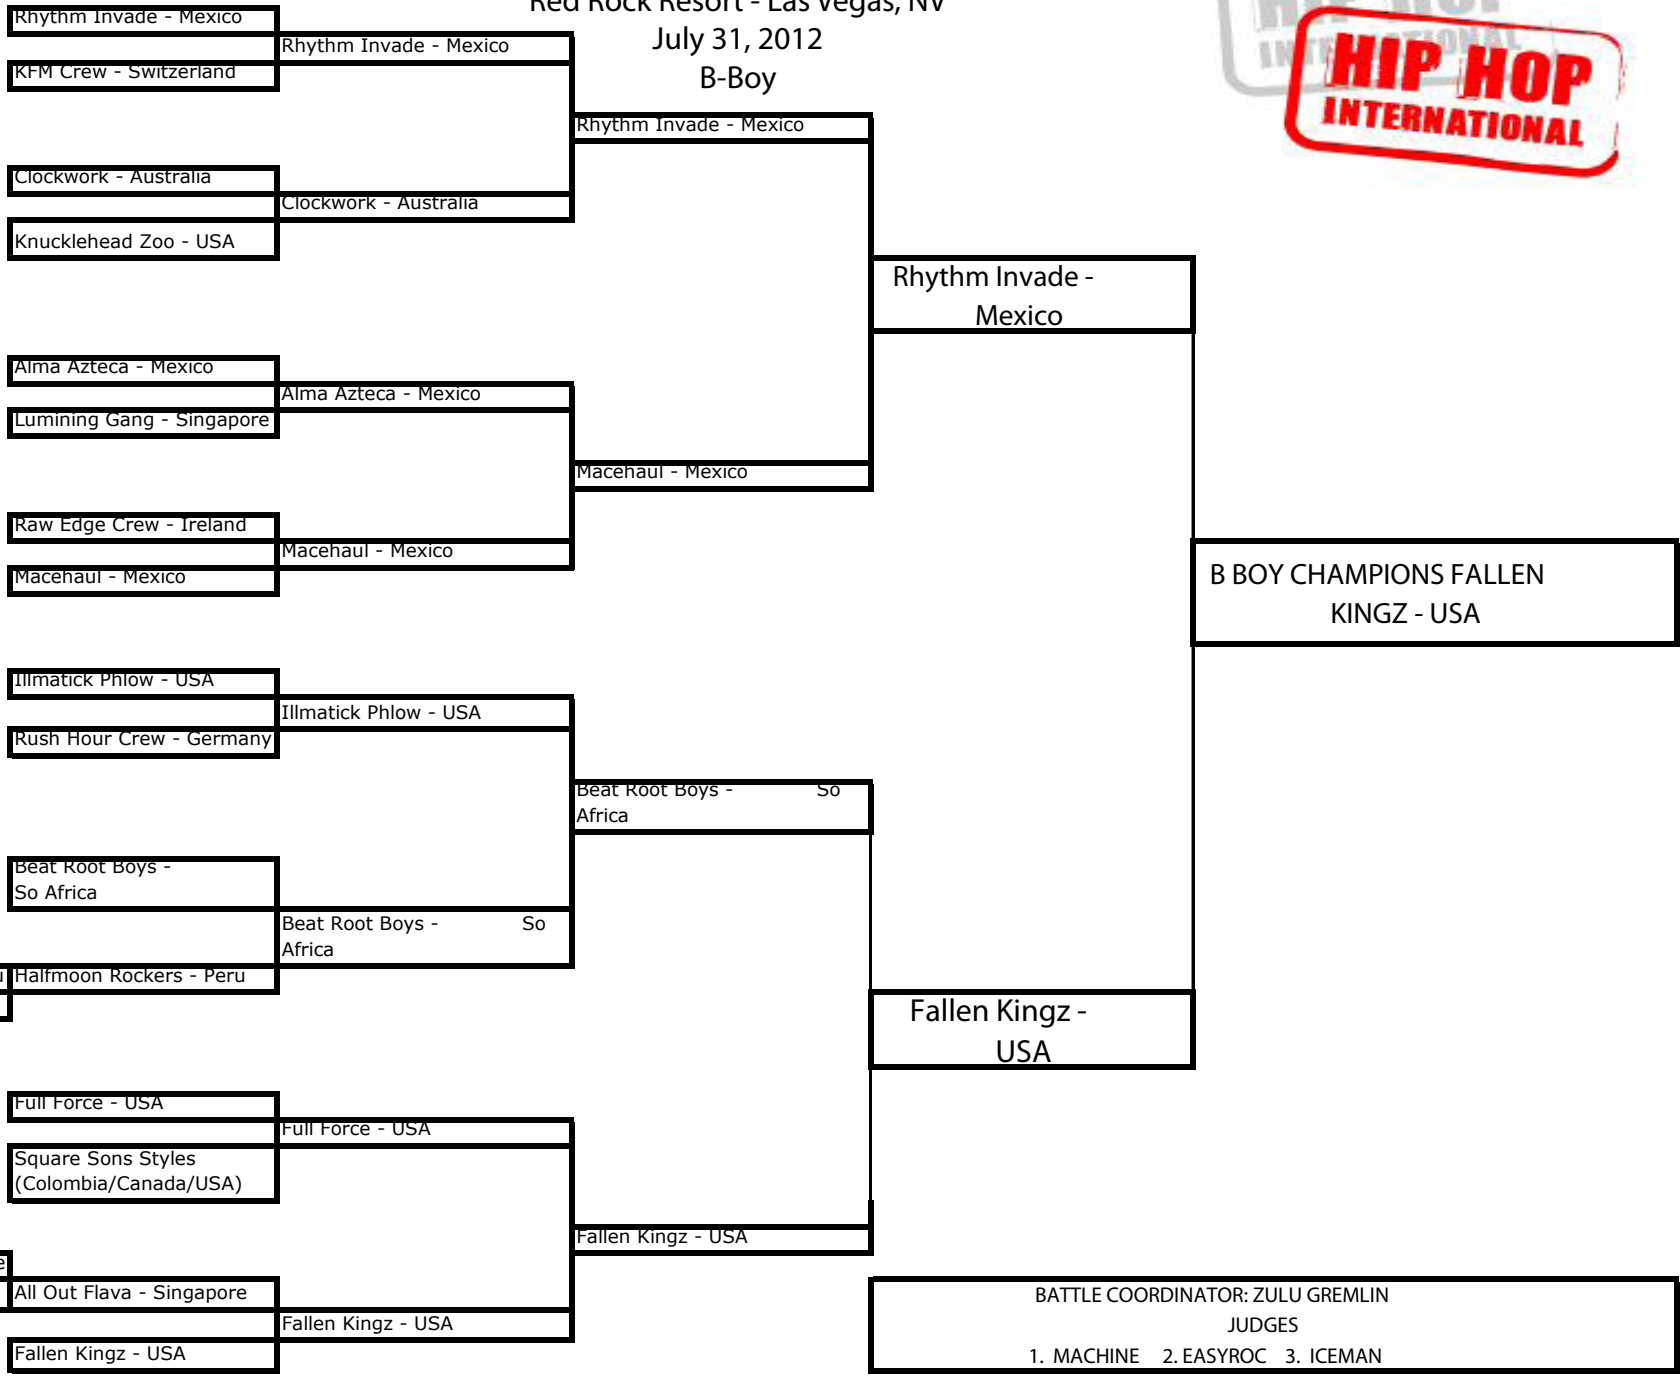 Red Rock Resort - Las Vegas, NV
July 31, 2012
B-Boy
HIP HOP
INTERNATIONAL
HIP HOP
INTERNATIONAL
Rhythm Invade - Mexico
KFM Crew - Switzerland
Clockwork - Australia
Knucklehead Zoo - USA
Alma Azteca - Mexico
Lumining Gang - Singapore
Raw Edge Crew - Ireland
Macehaul - Mexico
Illmatick Phlow - USA
Rush Hour Crew - Germany
Beat Root Boys -
So Africa
Halfmoon Rockers - Peru
Full Force - USA
Square Sons Styles
(Colombia/Canada/USA)
All Out Flava - Singapore
Fallen Kingz - USA
Rhythm Invade - Mexico
Clockwork - Australia
Alma Azteca - Mexico
Macehaul - Mexico
Illmatick Phlow - USA
Beat Root Boys - So
Africa
Full Force - USA
Fallen Kingz - USA
Rhythm Invade - Mexico
Macehaul - Mexico
Beat Root Boys - So
Africa
Fallen Kingz - USA
Rhythm Invade -
Mexico
Fallen Kingz -
USA
B BOY CHAMPIONS FALLEN
KINGZ - USA
BATTLE COORDINATOR: ZULU GREMLIN
JUDGES
1. MACHINE 2. EASYROC 3. ICEMAN